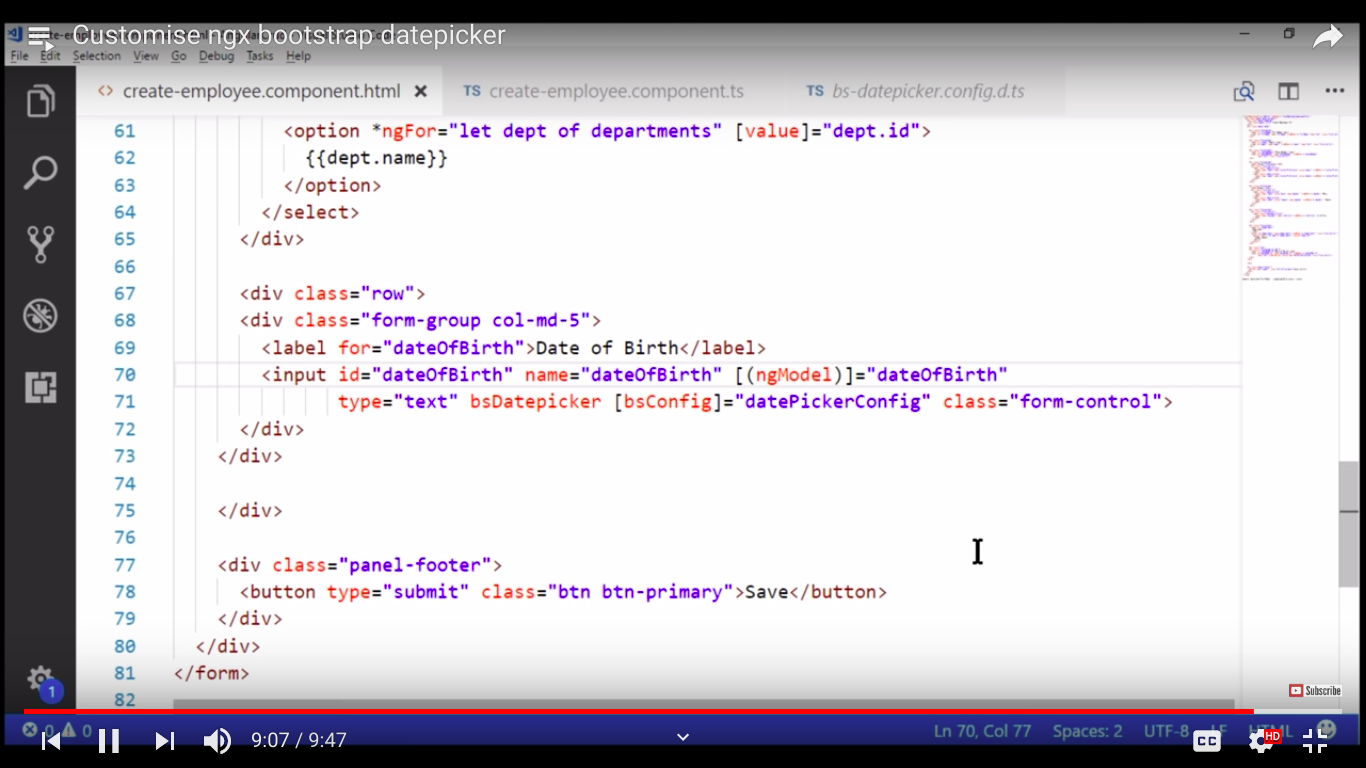 Customise ngx bootstrap datepicker
File Edit Selection View Go Debug Tasks Help
<> create-employee.component.html × TS create-employee.component.ts TS bs-datepicker.config.d.ts
61 <option *ngFor="let dept of departments" [value]="dept.id">
62 {{dept.name}}
63 </option>
64 </select>
65 </div>
66
67 <div class="row">
68 <div class="form-group col-md-5">
69 <label for="dateOfBirth">Date of Birth</label>
70 <input id="dateOfBirth" name="dateOfBirth" [(ngModel)]="dateOfBirth"
71 type="text" bsDatepicker [bsConfig]="datePickerConfig" class="form-control">
72 </div>
73 </div>
74
75 </div>
76
77 <div class="panel-footer">
78 <button type="submit" class="btn btn-primary">Save</button>
79 </div>
80 </div>
81 </form>
82
1
Subscribe
0 0 Ln 70, Col 77 Spaces: 2 UTF-8 LF HTML
9:07 / 9:47 CC HD